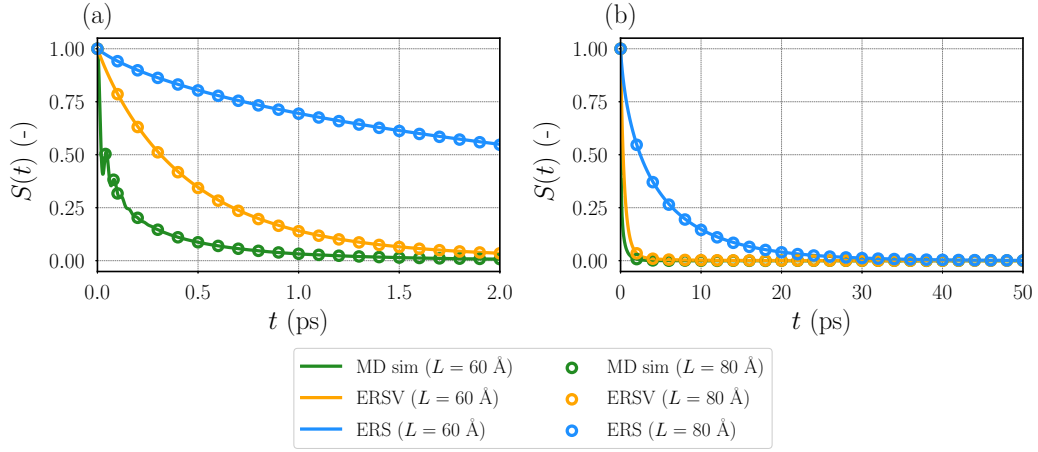 (a)
(b)
1.00
0.75
0.50
0.25
0.00
S(t) (-)
0.0 0.5 1.0 1.5 2.0
t (ps)
1.00
0.75
0.50
0.25
0.00
S(t) (-)
0 10 20 30 40 50
t (ps)
MD sim (L = 60 Å)
ERSV (L = 60 Å)
ERS (L = 60 Å)
MD sim (L = 80 Å)
ERSV (L = 80 Å)
ERS (L = 80 Å)